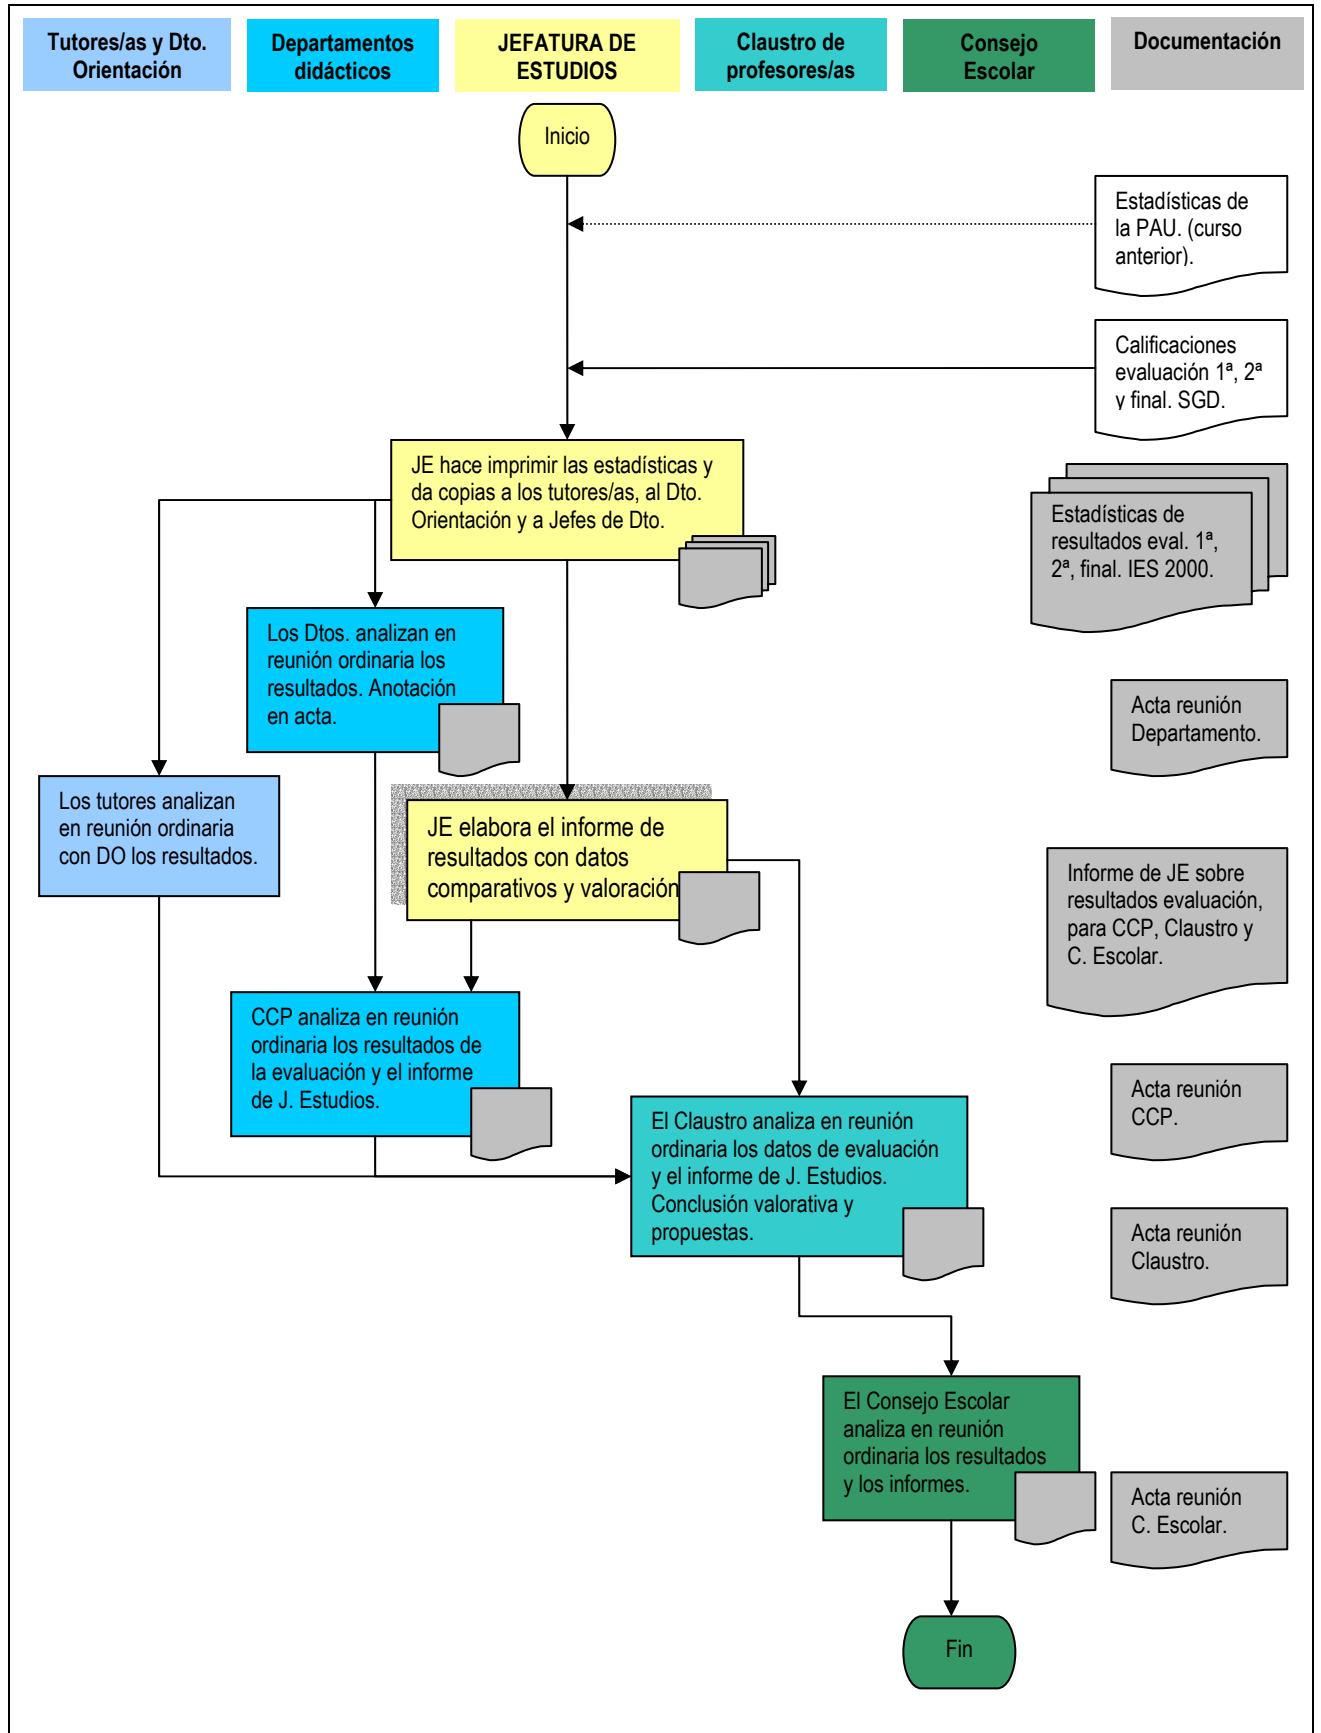 Tutores/as y Dto.
Orientación
Departamentos
didácticos
JEFATURA DE
ESTUDIOS
Claustro de
profesores/as
Consejo
Escolar
Documentación
Inicio
Estadísticas de
la PAU. (curso
anterior).
Calificaciones
evaluación 1ª, 2ª
y final. SGD.
JE hace imprimir las estadísticas y
da copias a los tutores/as, al Dto.
Orientación y a Jefes de Dto.
Estadísticas de
resultados eval. 1ª,
2ª, final. IES 2000.
Los Dtos. analizan en
reunión ordinaria los
resultados. Anotación
en acta.
Acta reunión
Departamento.
Los tutores analizan
en reunión ordinaria
con DO los resultados.
JE elabora el informe de
resultados con datos
comparativos y valoración
Informe de JE sobre
resultados evaluación,
para CCP, Claustro y
C. Escolar.
CCP analiza en reunión
ordinaria los resultados de
la evaluación y el informe
de J. Estudios.
Acta reunión
CCP.
El Claustro analiza en reunión
ordinaria los datos de evaluación
y el informe de J. Estudios.
Conclusión valorativa y
propuestas.
Acta reunión
Claustro.
El Consejo Escolar
analiza en reunión
ordinaria los resultados
y los informes.
Acta reunión
C. Escolar.
Fin